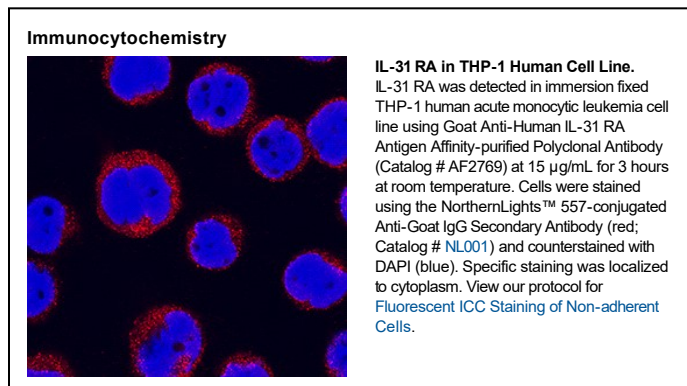 Immunocytochemistry
IL-31 RA in THP-1 Human Cell Line.
IL-31 RA was detected in immersion fixed
THP-1 human acute monocytic leukemia cell
line using Goat Anti-Human IL-31 RA
Antigen Affinity-purified Polyclonal Antibody
(Catalog # AF2769) at 15 µg/mL for 3 hours
at room temperature. Cells were stained
using the NorthernLights™ 557-conjugated
Anti-Goat IgG Secondary Antibody (red;
Catalog # NL001) and counterstained with
DAPI (blue). Specific staining was localized
to cytoplasm. View our protocol for
Fluorescent ICC Staining of Non-adherent
Cells.